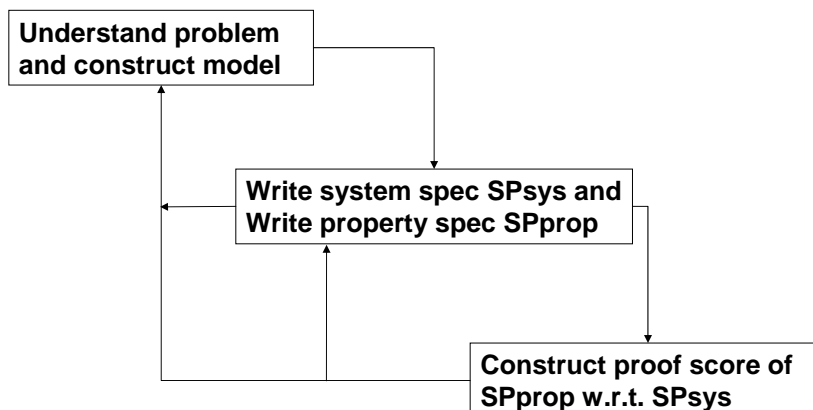 Understand problem
and construct model
Write system spec SPsys and
Write property spec SPprop
Construct proof score of
SPprop w.r.t. SPsys